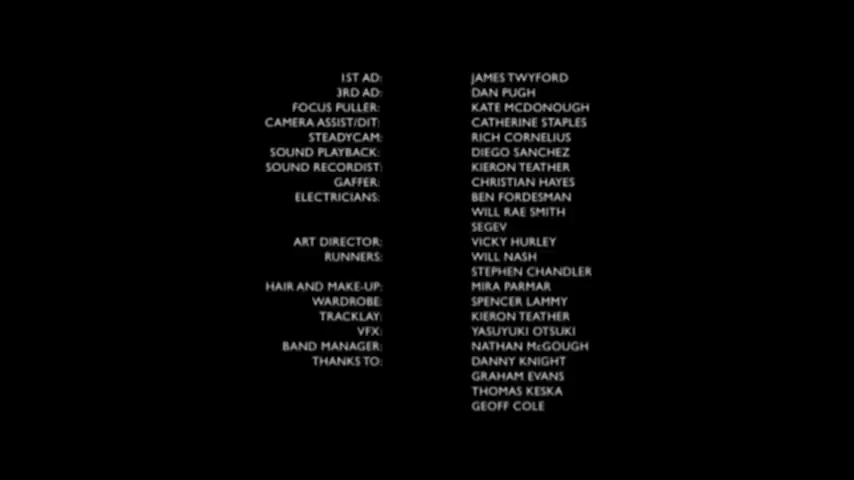 1ST AD: JAMES TWYFORD
3RD AD: DAN PUGH
FOCUS PULLER: KATE MCDONOUGH
CAMERA ASSIST/DIT: CATHERINE STAPLES
STEADYCAM: RICH CORNELIUS
SOUND PLAYBACK: DIEGO SANCHEZ
SOUND RECORDIST: KIERON TEATHER
GAFFER: CHRISTIAN HAYES
ELECTRICIANS: BEN FORDESMAN
WILL RAE SMITH
SEGEV
ART DIRECTOR: VICKY HURLEY
RUNNERS: WILL NASH
STEPHEN CHANDLER
HAIR AND MAKE-UP: MIRA PARMAR
WARDROBE: SPENCER LAMMY
TRACKLAY: KIERON TEATHER
VFX: YASUYUKI OTSUKI
BAND MANAGER: NATHAN McGOUGH
THANKS TO: DANNY KNIGHT
GRAHAM EVANS
THOMAS KESKA
GEOFF COLE